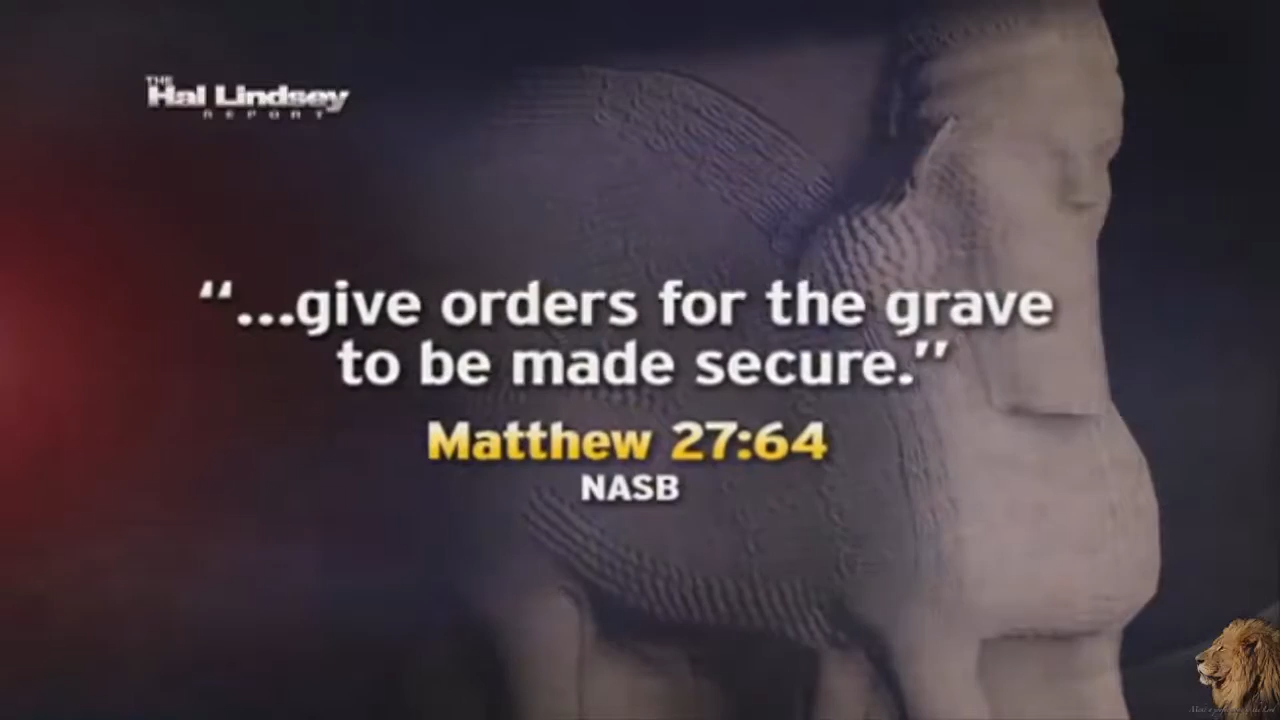 THE
Hal Lindsey
REPORT
“...give orders for the grave
to be made secure.”
Matthew 27:64
NASB